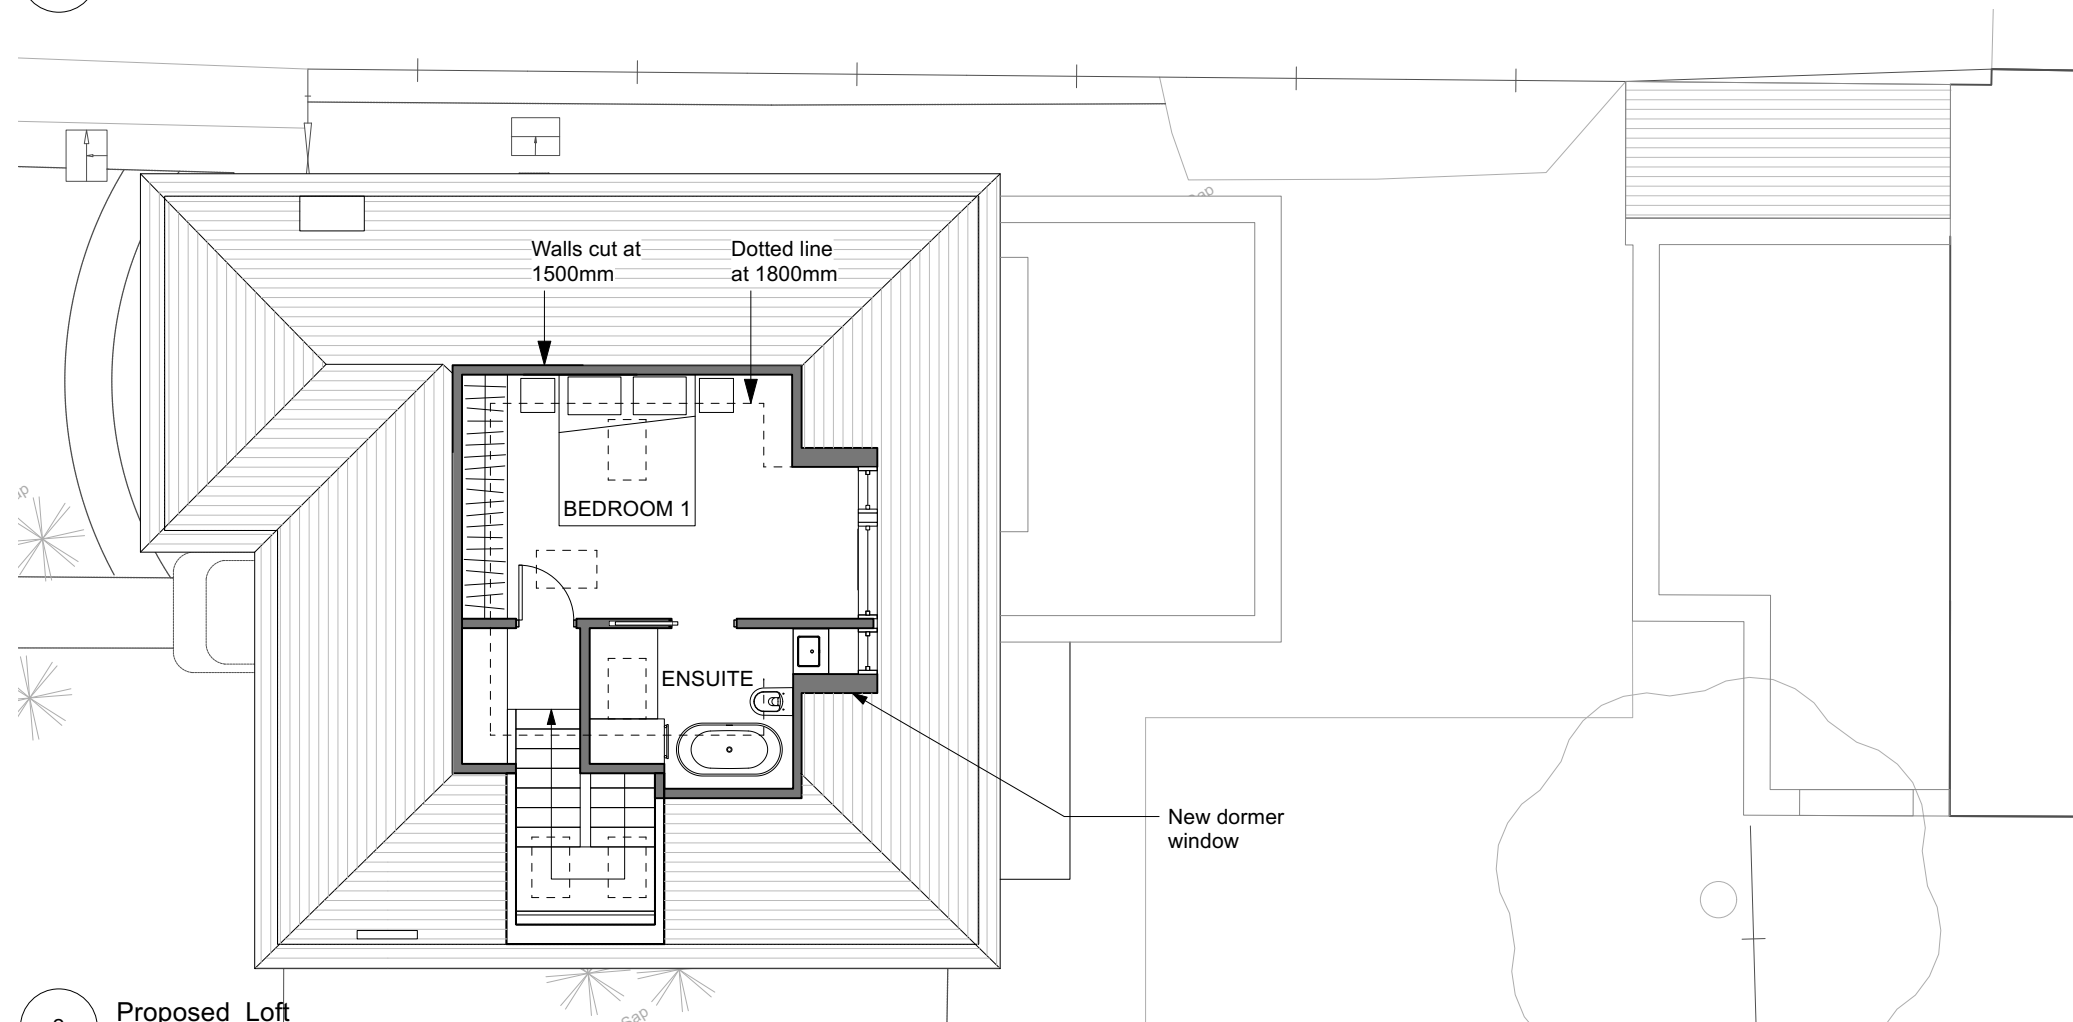 Walls cut at
1500mm
Dotted line
at 1800mm
BEDROOM 1
ENSUITE
New dormer
window
Proposed Loft